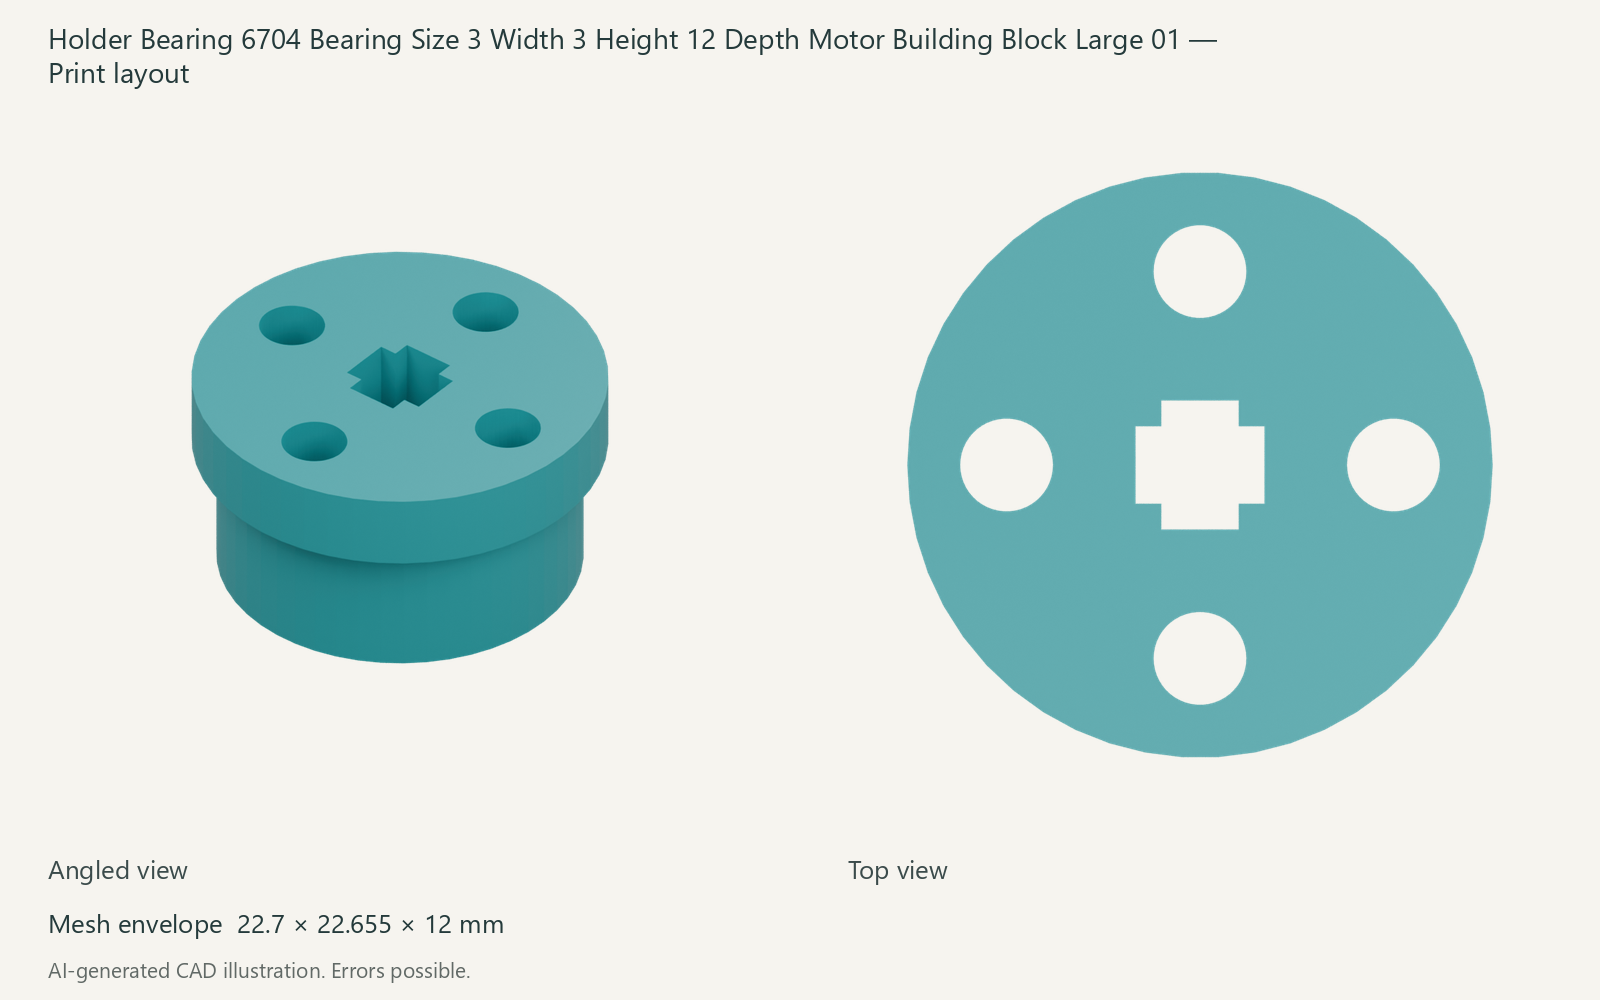 Holder Bearing 6704 Bearing Size 3 Width 3 Height 12 Depth Motor Building Block Large 01 —
Print layout
Angled view
Top view
Mesh envelope 22.7 × 22.655 × 12 mm
AI-generated CAD illustration. Errors possible.